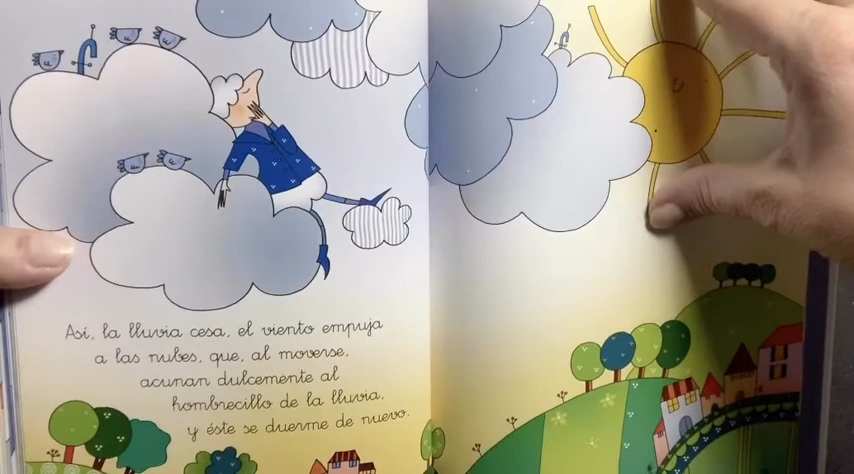 Así, la lluvia cesa, el viento empuja
a las nubes, que, al moverse,
acunan dulcemente al
hombrecillo de la lluvia,
y éste se duerme de nuevo.